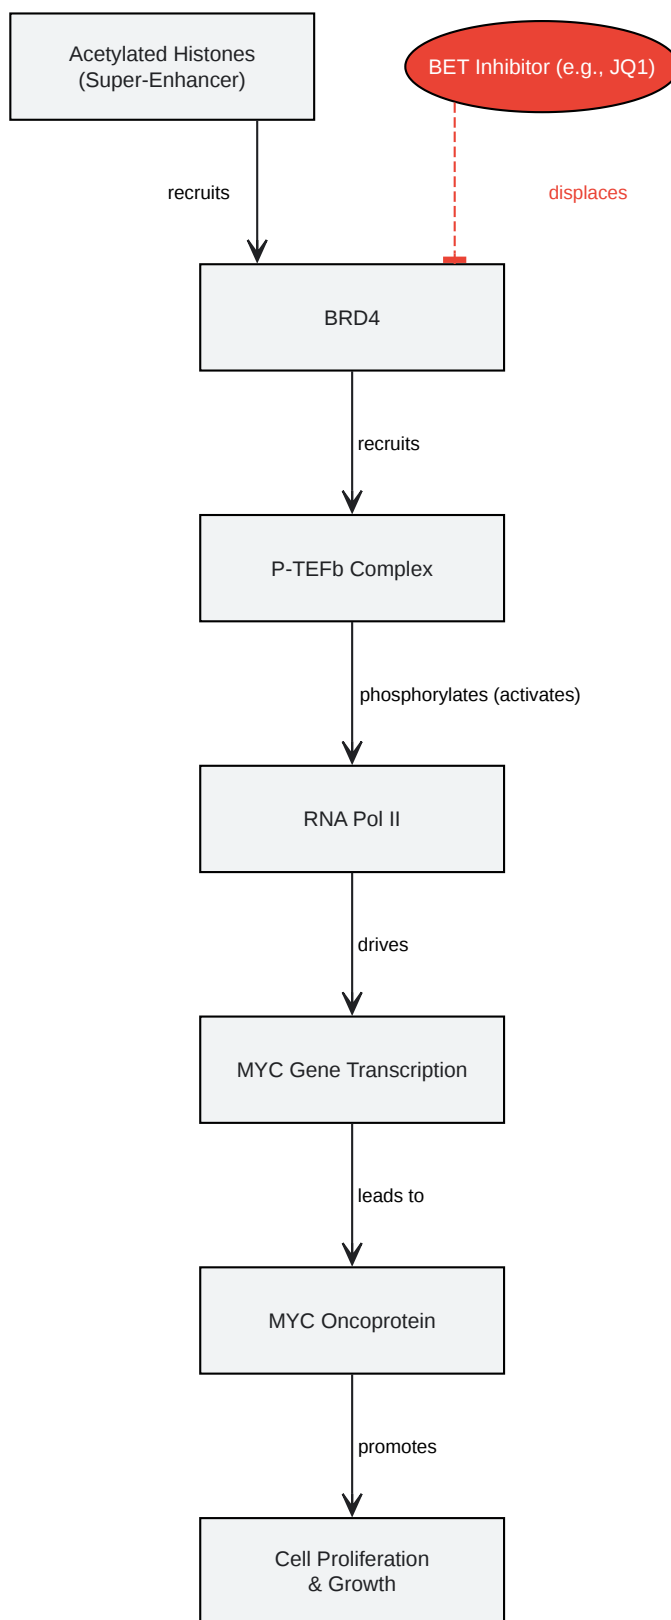 Acetylated Histones
(Super-Enhancer)
BET Inhibitor (e.g., JQ1)
recruits
displaces
BRD4
recruits
P-TEFb Complex
phosphorylates (activates)
RNA Pol II
drives
MYC Gene Transcription
leads to
MYC Oncoprotein
promotes
Cell Proliferation
& Growth